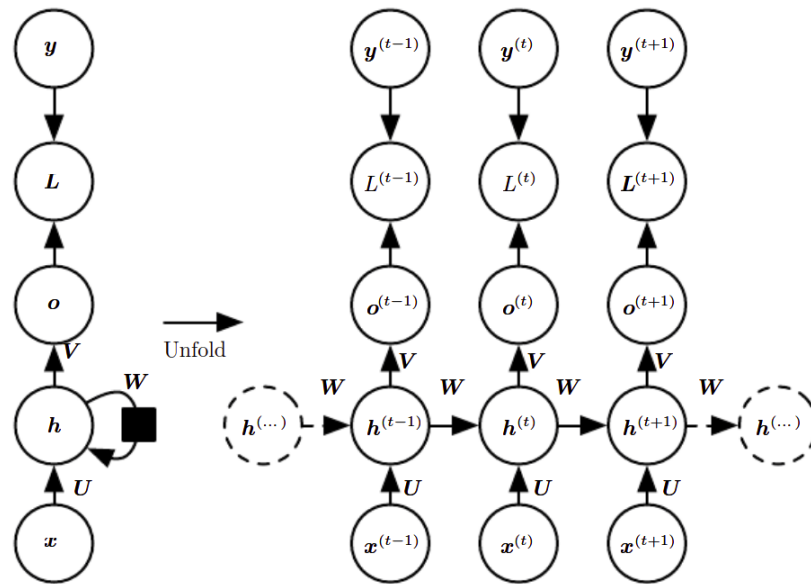 y y^(t−1) y^(t) y^(t+1)
L L^(t−1) L^(t) L^(t+1)
o o^(t−1) o^(t) o^(t+1)
Unfold
V V V V
W W W W W
h h^(...) h^(t−1) h^(t) h^(t+1) h^(...)
U U U U
x x^(t−1) x^(t) x^(t+1)